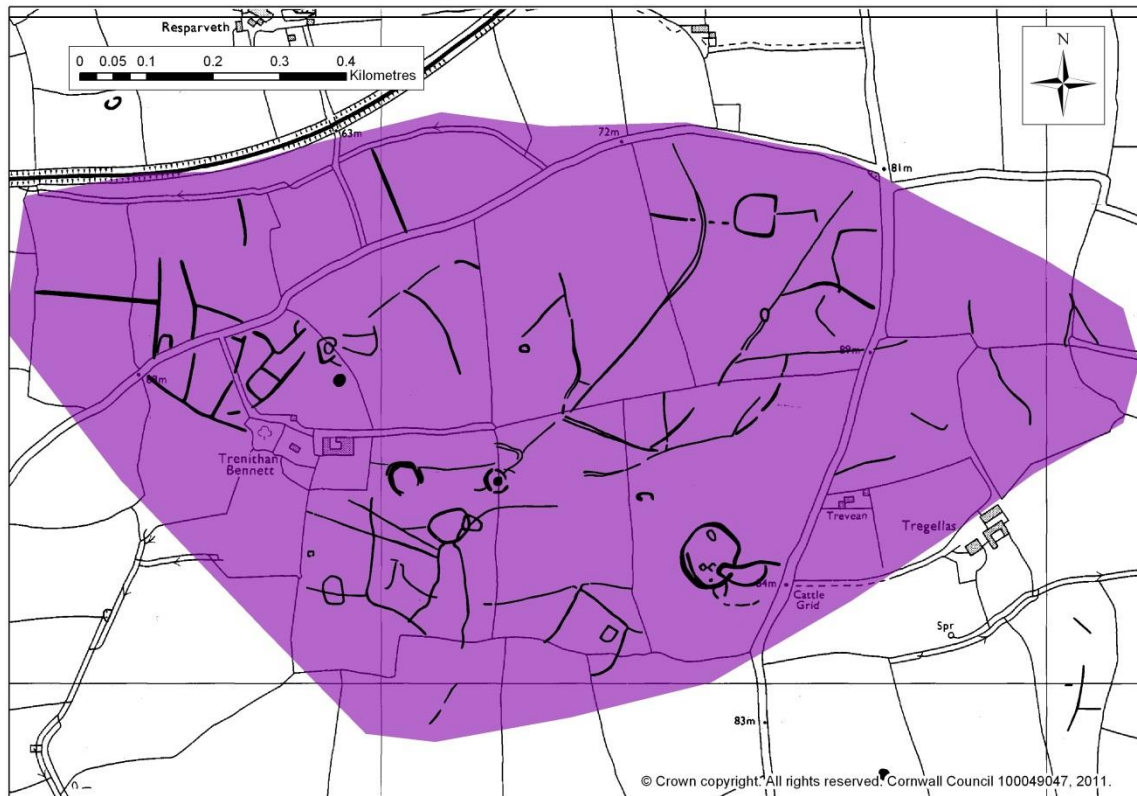 Resparveth
0 0.05 0.1 0.2 0.3 0.4
Kilometres
N
63m
72m
81m
89m
88m
Trenithan
Bennett
Trevean
Tregellas
84m
Cattle
Grid
Spr
83m
© Crown copyright. All rights reserved. Cornwall Council 100049047, 2011.